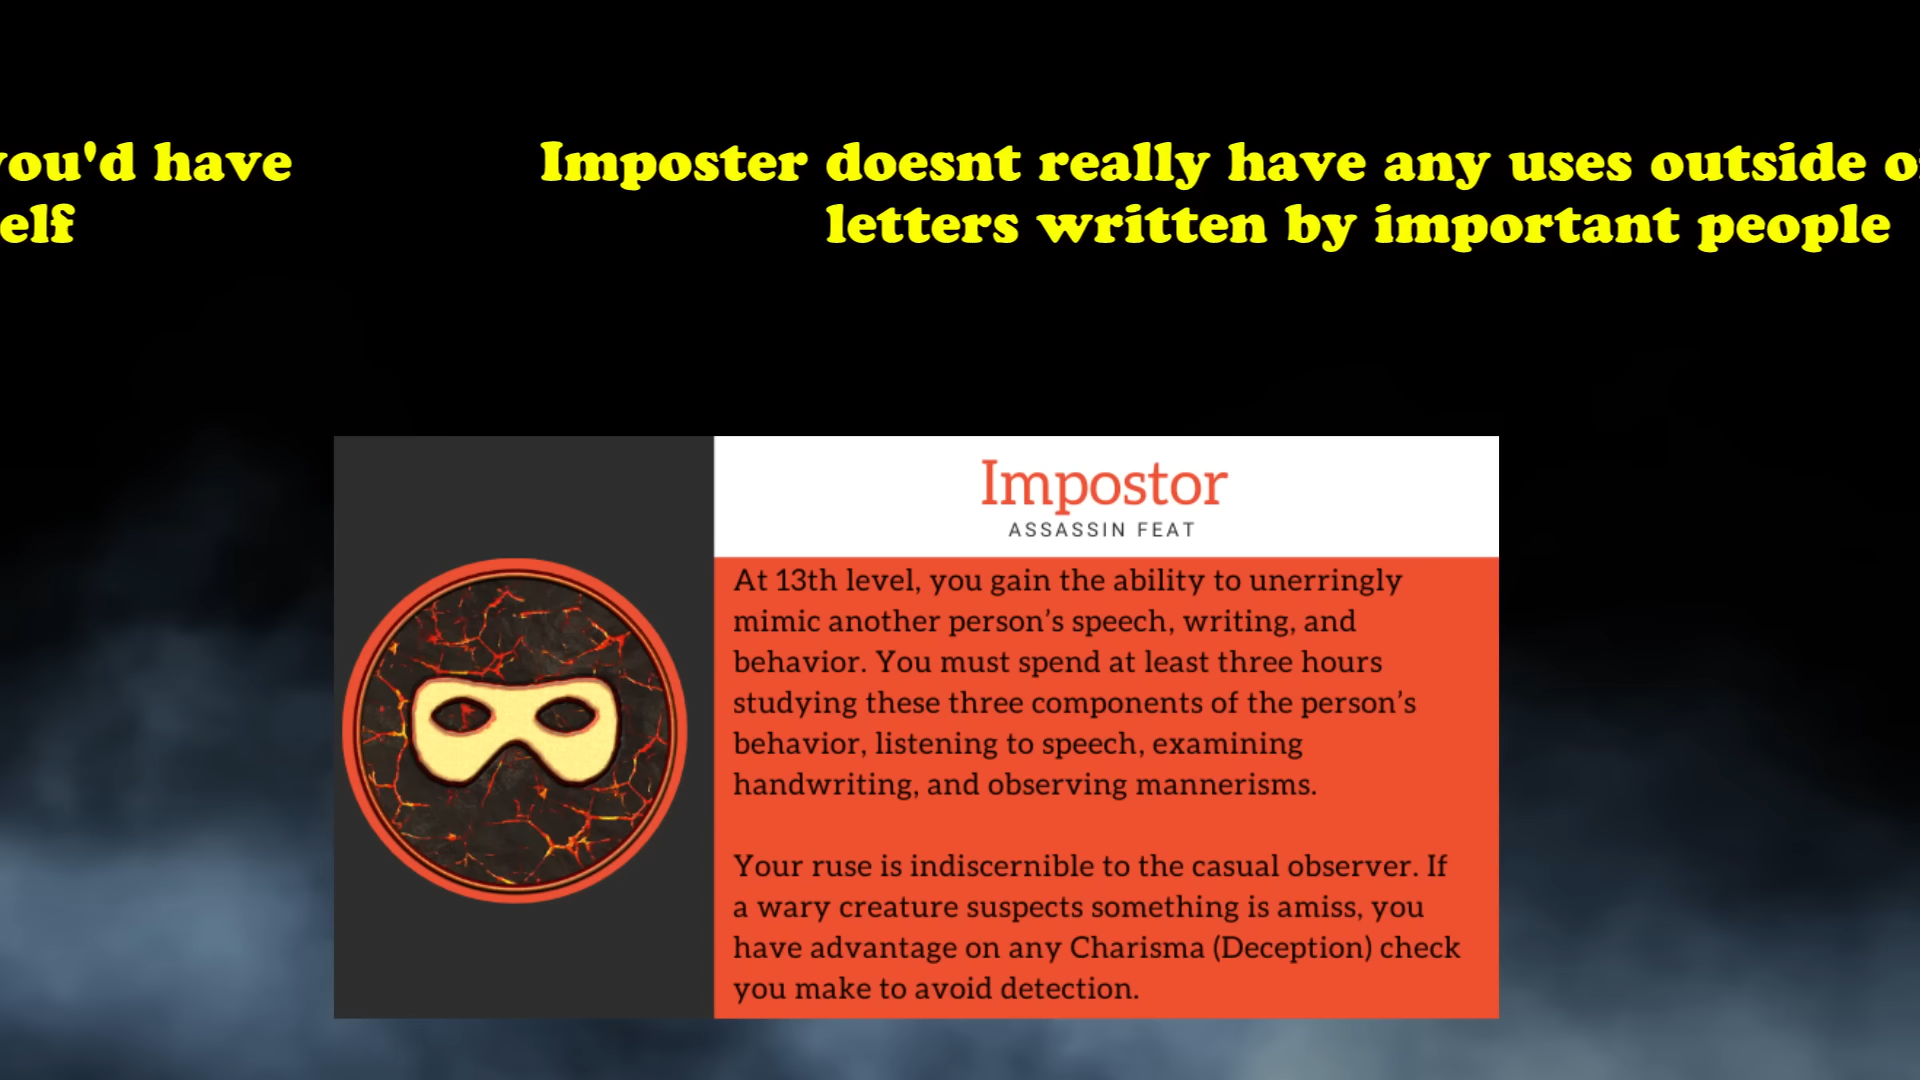 you'd have
elf
Imposter doesnt really have any uses outside
letters written by important people
Impostor
ASSASSIN FEAT
At 13th level, you gain the ability to unerringly
mimic another person’s speech, writing, and
behavior. You must spend at least three hours
studying these three components of the person’s
behavior, listening to speech, examining
handwriting, and observing mannerisms.
Your ruse is indiscernible to the casual observer. If
a wary creature suspects something is amiss, you
have advantage on any Charisma (Deception) check
you make to avoid detection.